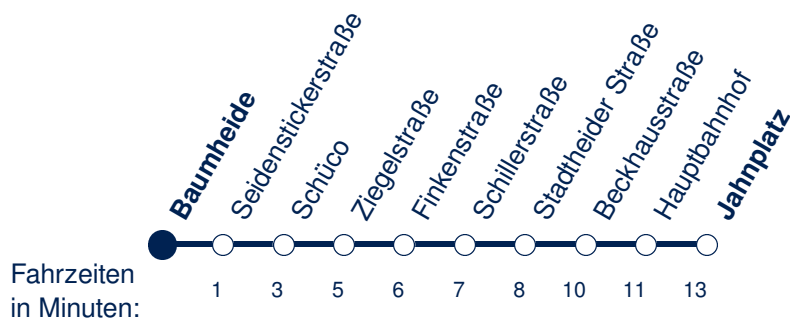 Baumheide
Seidenstickerstraße
Schüco
Ziegelstraße
Finkenstraße
Schillerstraße
Stadtheider Straße
Beckhausstraße
Hauptbahnhof
Jahnplatz
Fahrzeiten
in Minuten:
1 3 5 6 7 8 10 11 13